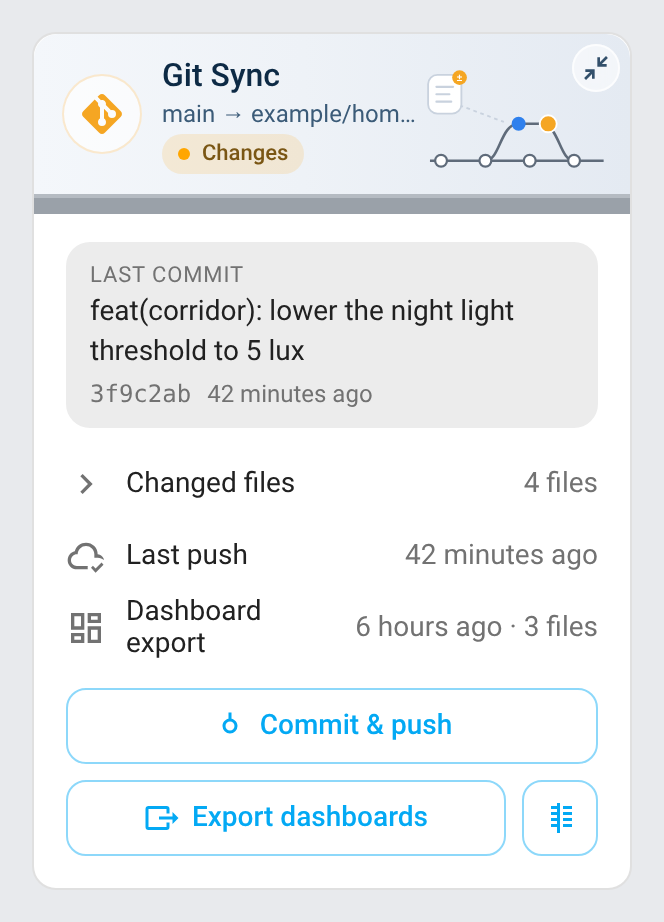 Git Sync
main → example/hom…
Changes
LAST COMMIT
feat(corridor): lower the night light
threshold to 5 lux
3f9c2ab 42 minutes ago
Changed files 4 files
Last push 42 minutes ago
Dashboard
export 6 hours ago · 3 files
Commit & push
Export dashboards